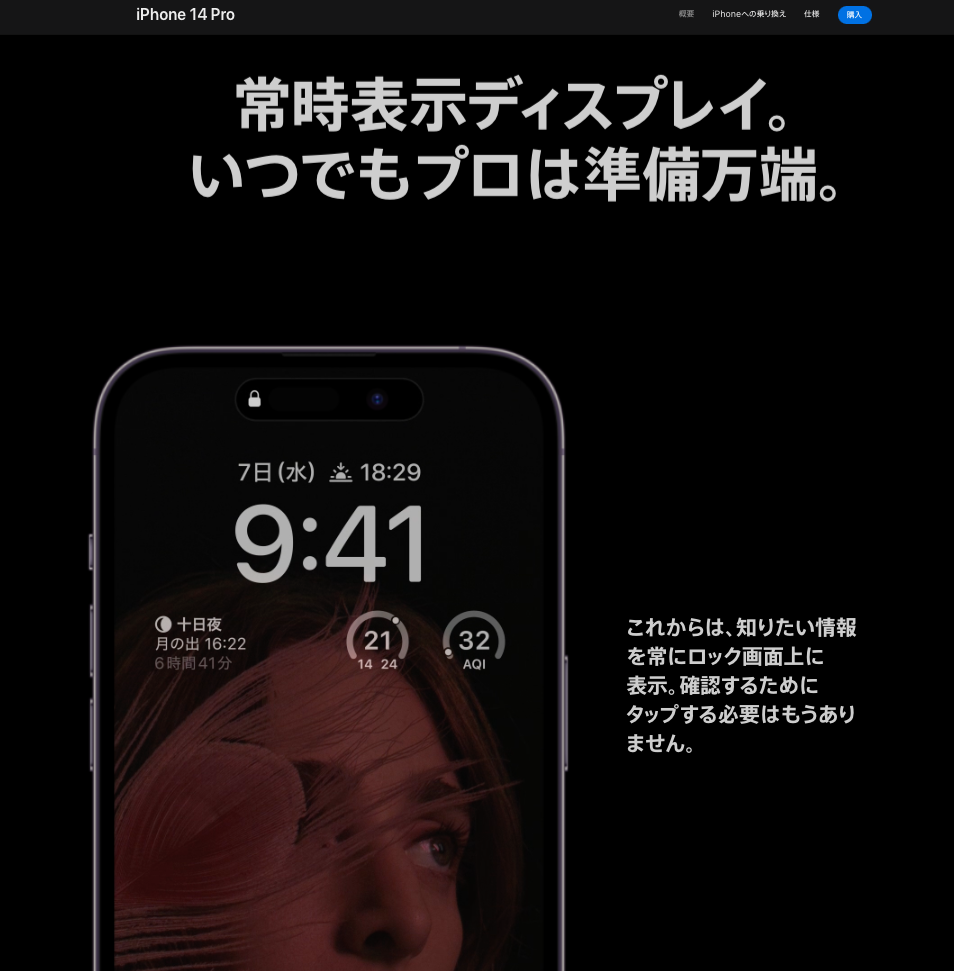 iPhone 14 Pro
概要 iPhoneへの乗り換え 仕様 購入
常時表示ディスプレイ。
いつでもプロは準備万端。
7日(水) 18:29
9:41
十日夜
月の出 16:22
6時間41分
21
14 24
32
AQI
これからは、知りたい情報
を常にロック画面上に
表示。確認するために
タップする必要はもうあり
ません。